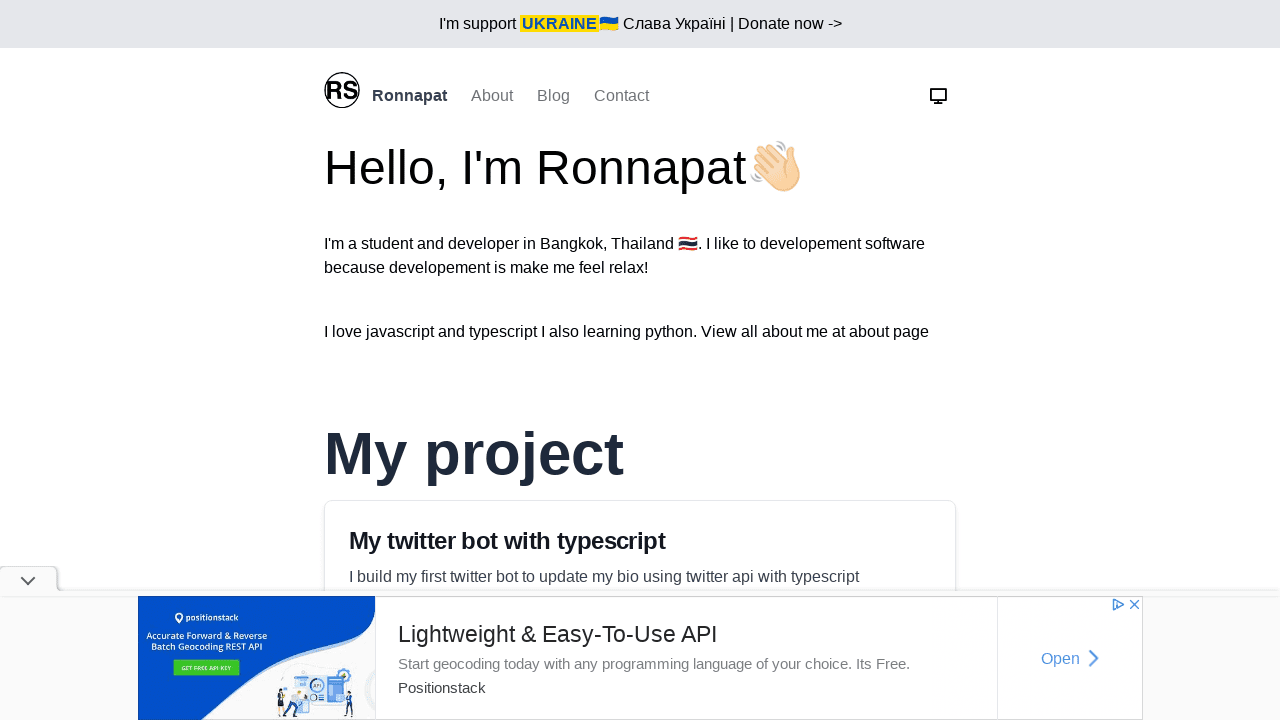 I'm support UKRAINE🇺🇦 Слава Україні | Donate now ->
RS Ronnapat About Blog Contact
Hello, I'm Ronnapat👋🏻
I'm a student and developer in Bangkok, Thailand 🇹🇭. I like to developement software
because developement is make me feel relax!
I love javascript and typescript I also learning python. View all about me at about page
My project
My twitter bot with typescript
I build my first twitter bot to update my bio using twitter api with typescript
positionstack
Accurate Forward & Reverse
Batch Geocoding REST API
GET FREE API KEY
API
Lightweight & Easy-To-Use API
Start geocoding today with any programming language of your choice. Its Free.
Positionstack
Open